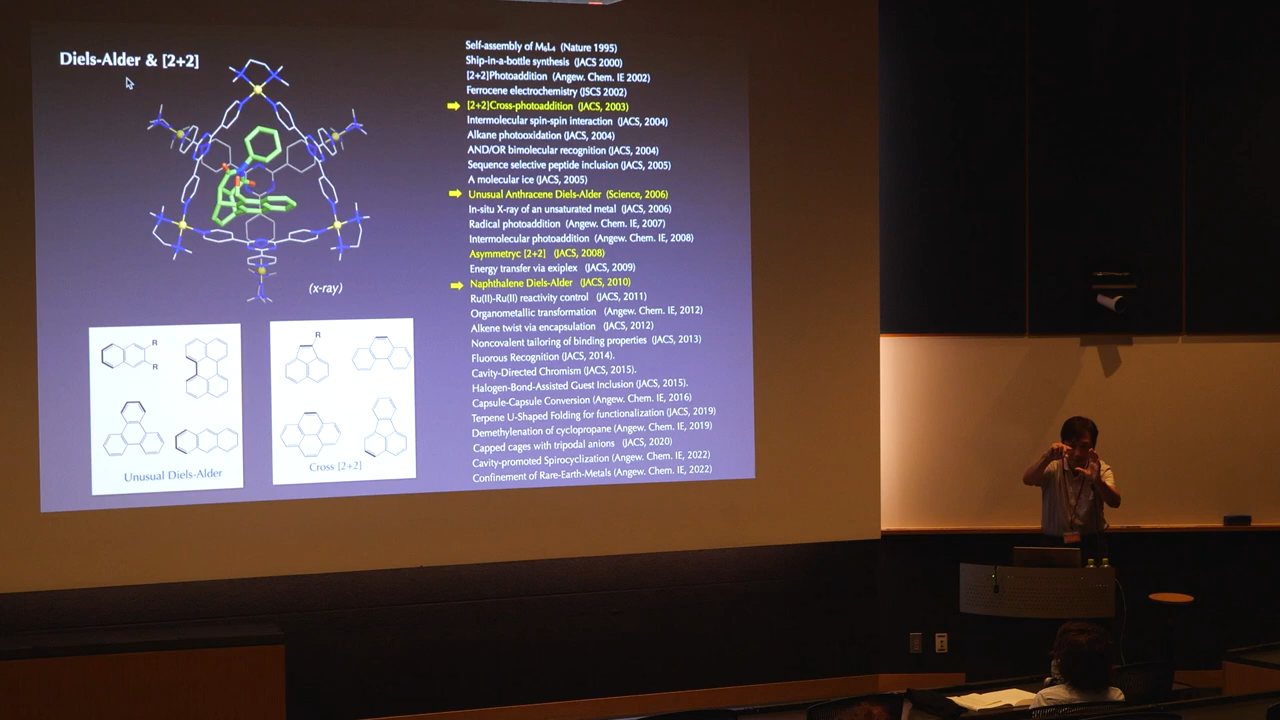 Diels-Alder & [2+2]
(x-ray)
R
R
Unusual Diels-Alder
R
Cross [2+2]
Self-assembly of M₆L₄ (Nature 1995)
Ship-in-a-bottle synthesis (JACS 2000)
[2+2]Photoaddition (Angew. Chem. IE 2002)
Ferrocene electrochemistry (JSCS 2002)
[2+2]Cross-photoaddition (JACS, 2003)
Intermolecular spin-spin interaction (JACS, 2004)
Alkane photooxidation (JACS, 2004)
AND/OR bimolecular recognition (JACS, 2004)
Sequence selective peptide inclusion (JACS, 2005)
A molecular ice (JACS, 2005)
Unusual Anthracene Diels-Alder (Science, 2006)
In-situ X-ray of an unsaturated metal (JACS, 2006)
Radical photoaddition (Angew. Chem. IE, 2007)
Intermolecular photoaddition (Angew. Chem. IE, 2008)
Asymmetryc [2+2] (JACS, 2008)
Energy transfer via exiplex (JACS, 2009)
Naphthalene Diels-Alder (JACS, 2010)
Ru(II)-Ru(II) reactivity control (JACS, 2011)
Organometallic transformation (Angew. Chem. IE, 2012)
Alkene twist via encapsulation (JACS, 2012)
Noncovalent tailoring of binding properties (JACS, 2013)
Fluorous Recognition (JACS, 2014).
Cavity-Directed Chromism (JACS, 2015).
Halogen-Bond-Assisted Guest Inclusion (JACS, 2015).
Capsule-Capsule Conversion (Angew. Chem. IE, 2016)
Terpene U-Shaped Folding for functionalization (JACS, 2019)
Demethylenation of cyclopropane (Angew. Chem. IE, 2019)
Capped cages with tripodal anions (JACS, 2020)
Cavity-promoted Spirocyclization (Angew. Chem. IE, 2022)
Confinement of Rare-Earth-Metals (Angew. Chem. IE, 2022)